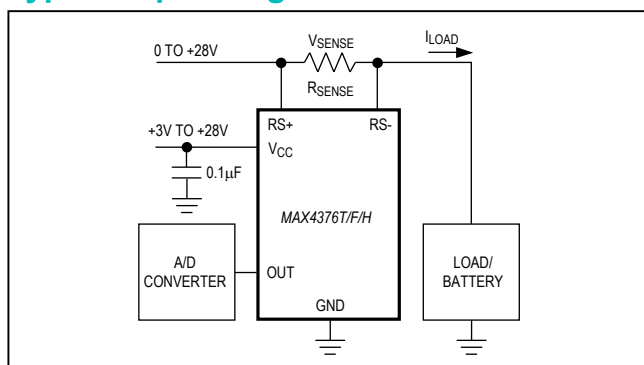 0 TO +28V
VSENSE
ILOAD
RSENSE
RS+
RS-
+3V TO +28V
VCC
0.1µF
MAX4376T/F/H
A/D
CONVERTER
OUT
LOAD/
BATTERY
GND